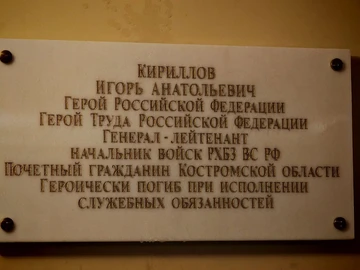 Кириллов
Игорь Анатольевич
Герой Российской Федерации
Герой Труда Российской Федерации
Генерал-лейтенант
начальник войск РХБЗ ВС РФ
Почетный гражданин Костромской области
Героически погиб при исполнении
служебных обязанностей